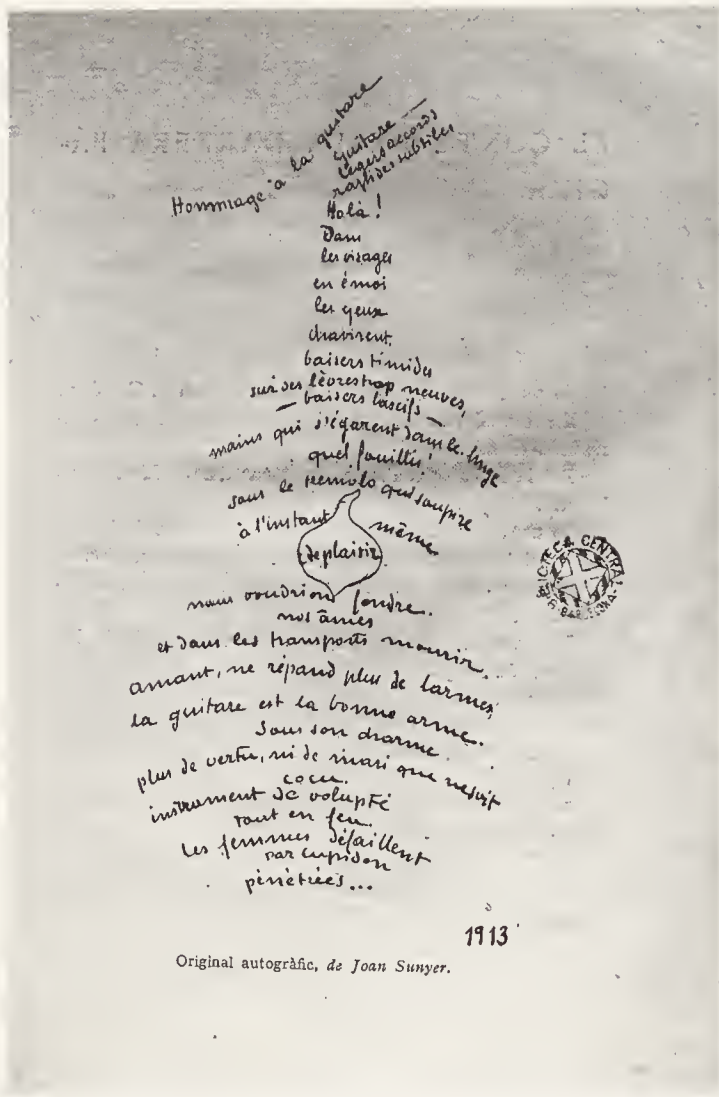 Hommage à la guitare
Guitare —
légers accords
rapides subtiles
Holà !
Dans
les visages
en émoi
les yeux
chavirent,
baisers timides
sur des lèvres trop neuves,
— baisers lascifs —
mains qui s'égarent dans le linge
quel fouillis !
sous le tremolo qui soupire
à l'instant même
de plaisir
nous voudrions fondre.
nos âmes
et dans les transports mourir.
amant, ne répand plus de larmes,
la guitare est la bonne arme.
Sous son charme
plus de vertu, ni de mari que ne soit
cocu.
instrument de volupté
tout en feu.
Les femmes défaillent
par cupidon
pénétrées...
1913
Original autogràfic, de Joan Sunyer.